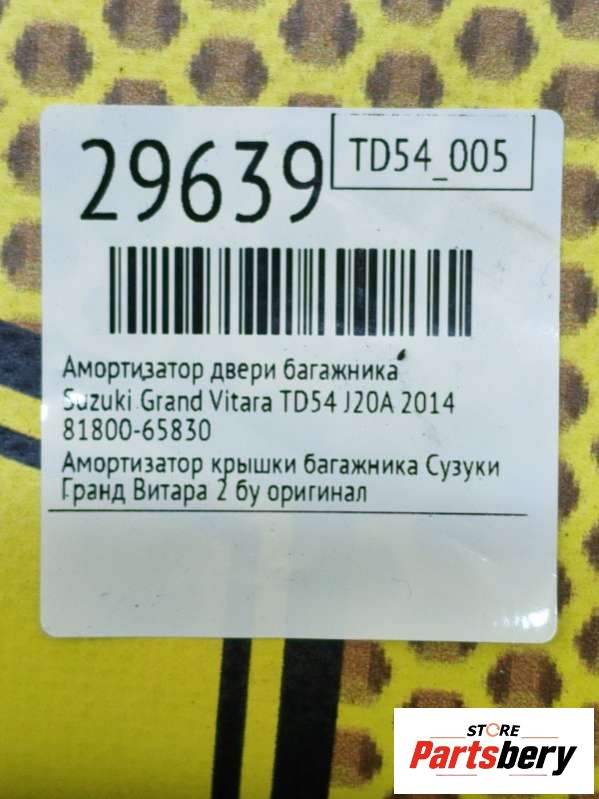 29639
TD54_005
Амортизатор двери багажника
Suzuki Grand Vitara TD54 J20A 2014
81800-65830
Амортизатор крышки багажника Сузуки
Гранд Витара 2 бу оригинал
STORE
Partsbery